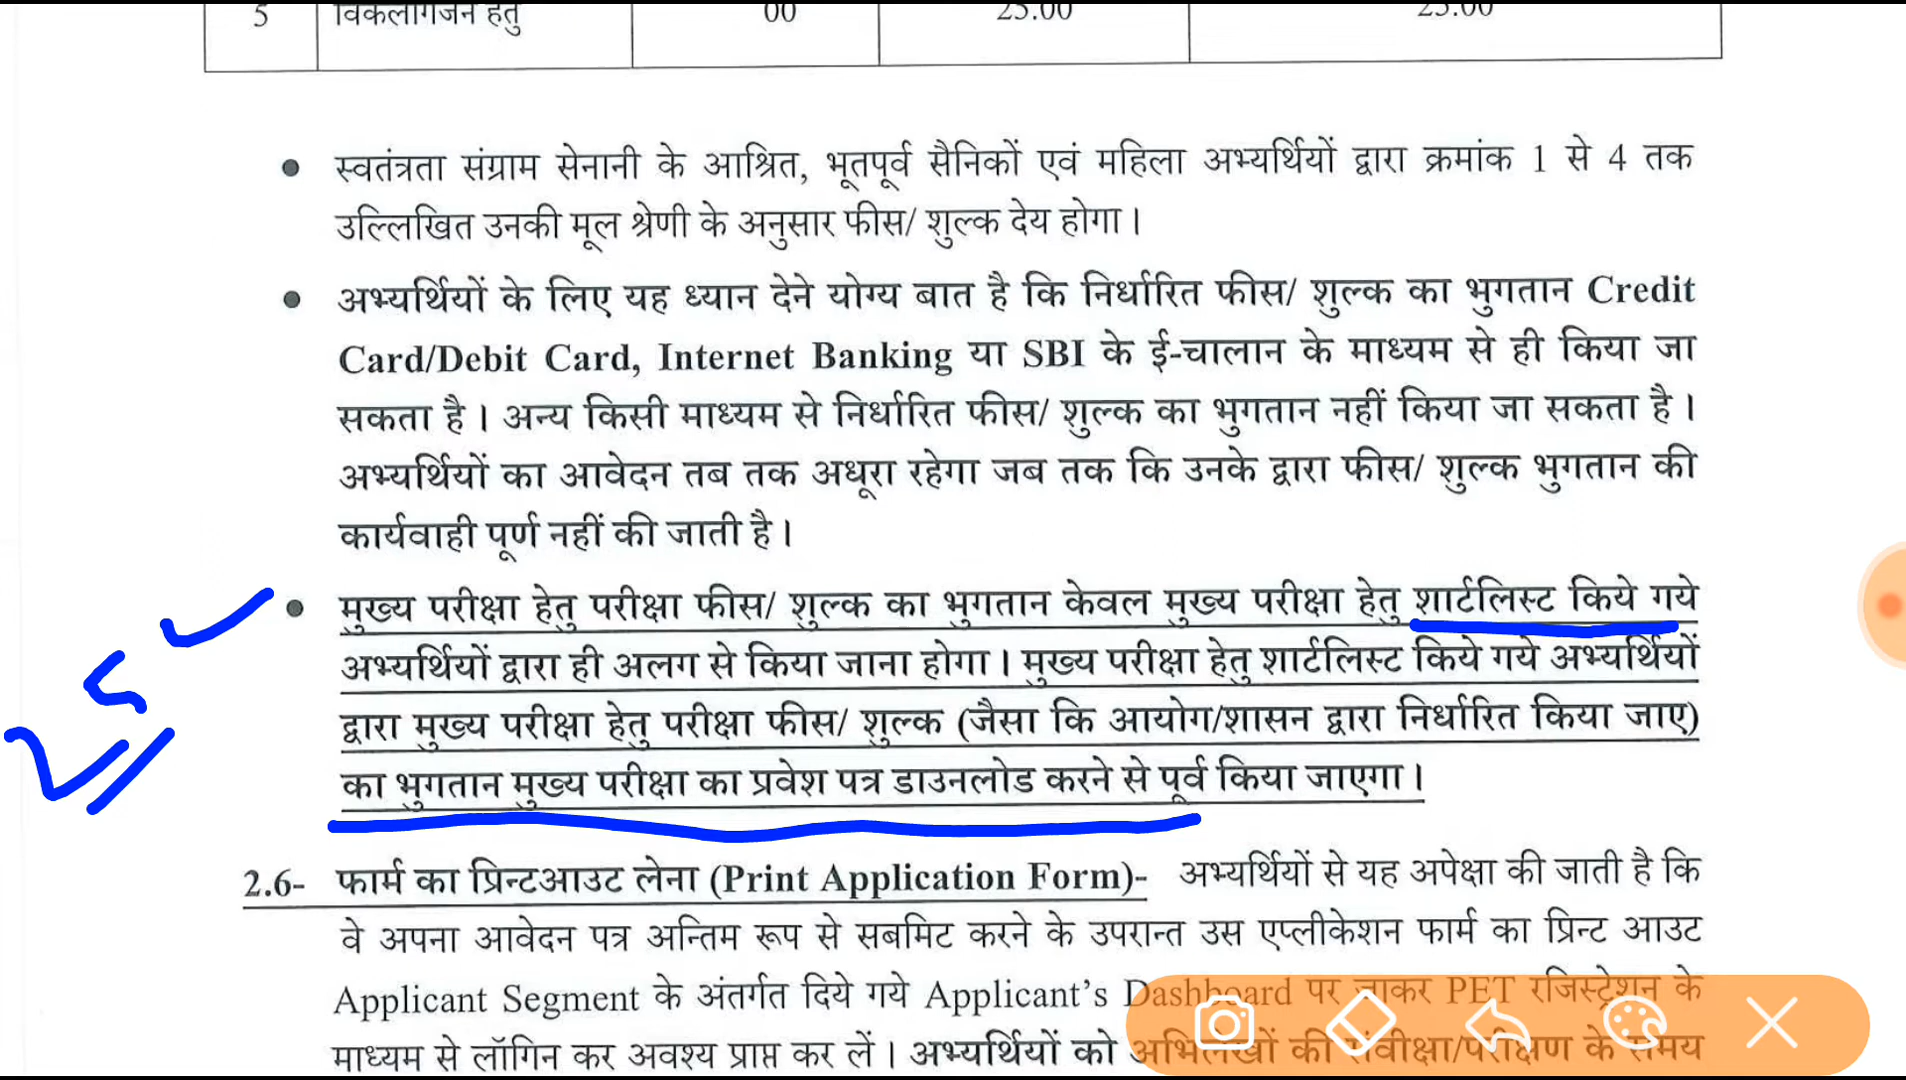 5 विकलांगजन हेतु 00 25.00 25.00
• स्वतंत्रता संग्राम सेनानी के आश्रित, भूतपूर्व सैनिकों एवं महिला अभ्यर्थियों द्वारा क्रमांक 1 से 4 तक
उल्लिखित उनकी मूल श्रेणी के अनुसार फीस/ शुल्क देय होगा।
• अभ्यर्थियों के लिए यह ध्यान देने योग्य बात है कि निर्धारित फीस/ शुल्क का भुगतान Credit
Card/Debit Card, Internet Banking या SBI के ई-चालान के माध्यम से ही किया जा
सकता है। अन्य किसी माध्यम से निर्धारित फीस/ शुल्क का भुगतान नहीं किया जा सकता है।
अभ्यर्थियों का आवेदन तब तक अधूरा रहेगा जब तक कि उनके द्वारा फीस/ शुल्क भुगतान की
कार्यवाही पूर्ण नहीं की जाती है।
• मुख्य परीक्षा हेतु परीक्षा फीस/ शुल्क का भुगतान केवल मुख्य परीक्षा हेतु शार्टलिस्ट किये गये
अभ्यर्थियों द्वारा ही अलग से किया जाना होगा। मुख्य परीक्षा हेतु शार्टलिस्ट किये गये अभ्यर्थियों
द्वारा मुख्य परीक्षा हेतु परीक्षा फीस/ शुल्क (जैसा कि आयोग/शासन द्वारा निर्धारित किया जाए)
का भुगतान मुख्य परीक्षा का प्रवेश पत्र डाउनलोड करने से पूर्व किया जाएगा।
25
2.6- फार्म का प्रिन्टआउट लेना (Print Application Form)- अभ्यर्थियों से यह अपेक्षा की जाती है कि
वे अपना आवेदन पत्र अन्तिम रूप से सबमिट करने के उपरान्त उस एप्लीकेशन फार्म का प्रिन्ट आउट
Applicant Segment के अंतर्गत दिये गये Applicant's Dashboard पर जाकर PET रजिस्ट्रेशन के
माध्यम से लॉगिन कर अवश्य प्राप्त कर लें। अभ्यर्थियों को अभिलेखों की संवीक्षा/परीक्षण के समय